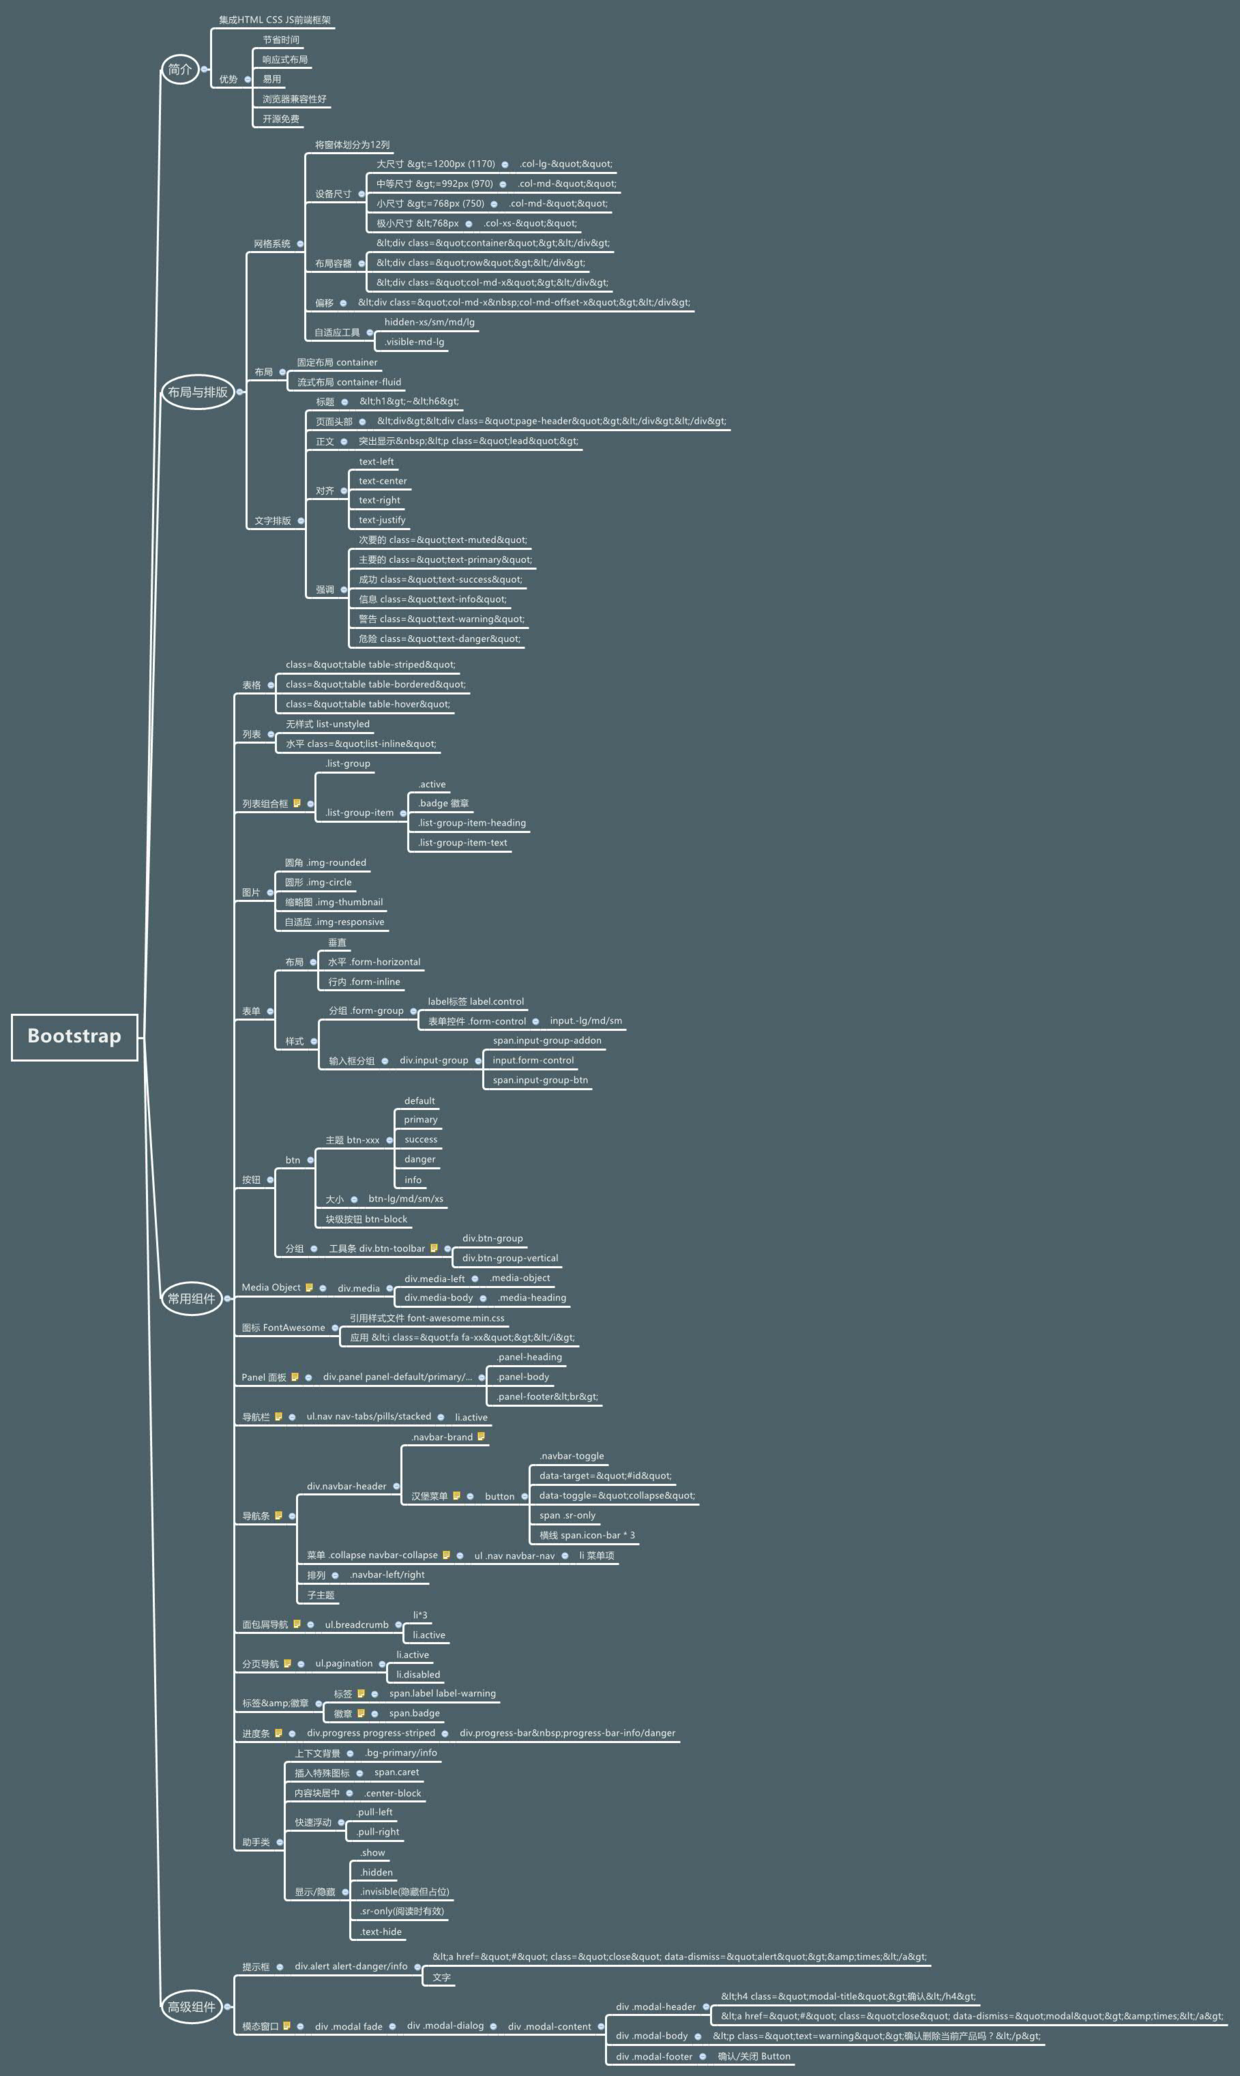 集成HTML CSS JS前端框架
节省时间
响应式布局
简介
优势
易用
浏览器兼容性好
开源免费
将窗体划分为12列
大尺寸 &gt;=1200px (1170)
.col-lg-&quot;&quot;
中等尺寸 &gt;=992px (970)
.col-md-&quot;&quot;
设备尺寸
小尺寸 &gt;=768px (750)
.col-md-&quot;&quot;
极小尺寸 &lt;768px
.col-xs-&quot;&quot;
网格系统
&lt;div class=&quot;container&quot;&gt;&lt;/div&gt;
布局容器
&lt;div class=&quot;row&quot;&gt;&lt;/div&gt;
&lt;div class=&quot;col-md-x&quot;&gt;&lt;/div&gt;
偏移
&lt;div class=&quot;col-md-x&nbsp;col-md-offset-x&quot;&gt;&lt;/div&gt;
自适应工具
hidden-xs/sm/md/lg
.visible-md-lg
布局
固定布局 container
流式布局 container-fluid
布局与排版
标题
&lt;h1&gt;~&lt;h6&gt;
页面头部
&lt;div&gt;&lt;div class=&quot;page-header&quot;&gt;&lt;/div&gt;&lt;/div&gt;
正文
突出显示&nbsp;&lt;p class=&quot;lead&quot;&gt;
text-left
text-center
对齐
text-right
text-justify
文字排版
次要的 class=&quot;text-muted&quot;
主要的 class=&quot;text-primary&quot;
成功 class=&quot;text-success&quot;
强调
信息 class=&quot;text-info&quot;
警告 class=&quot;text-warning&quot;
危险 class=&quot;text-danger&quot;
class=&quot;table table-striped&quot;
表格
class=&quot;table table-bordered&quot;
class=&quot;table table-hover&quot;
列表
无样式 list-unstyled
水平 class=&quot;list-inline&quot;
.list-group
列表组合框
.list-group-item
.active
.badge 徽章
.list-group-item-heading
.list-group-item-text
圆角 .img-rounded
圆形 .img-circle
图片
缩略图 .img-thumbnail
自适应 .img-responsive
垂直
布局
水平 .form-horizontal
行内 .form-inline
表单
分组 .form-group
label标签 label.control
表单控件 .form-control
input.-lg/md/sm
样式
输入框分组
div.input-group
span.input-group-addon
input.form-control
span.input-group-btn
Bootstrap
default
primary
主题 btn-xxx
success
danger
info
btn
大小
btn-lg/md/sm/xs
块级按钮 btn-block
按钮
分组
工具条 div.btn-toolbar
div.btn-group
div.btn-group-vertical
Media Object
div.media
div.media-left
.media-object
div.media-body
.media-heading
常用组件
图标 FontAwesome
引用样式文件 font-awesome.min.css
应用 &lt;i class=&quot;fa fa-xx&quot;&gt;&lt;/i&gt;
Panel 面板
div.panel panel-default/primary/...
.panel-heading
.panel-body
.panel-footer&lt;br&gt;
导航栏
ul.nav nav-tabs/pills/stacked
li.active
.navbar-brand
div.navbar-header
汉堡菜单
button
.navbar-toggle
data-target=&quot;#id&quot;
data-toggle=&quot;collapse&quot;
span .sr-only
横线 span.icon-bar * 3
导航条
菜单 .collapse navbar-collapse
ul .nav navbar-nav
li 菜单项
排列
.navbar-left/right
子主题
面包屑导航
ul.breadcrumb
li*3
li.active
分页导航
ul.pagination
li.active
li.disabled
标签&amp;徽章
标签
span.label label-warning
徽章
span.badge
进度条
div.progress progress-striped
div.progress-bar&nbsp;progress-bar-info/danger
上下文背景
.bg-primary/info
插入特殊图标
span.caret
内容块居中
.center-block
快速浮动
.pull-left
.pull-right
助手类
.show
.hidden
显示/隐藏
.invisible(隐藏但占位)
.sr-only(阅读时有效)
.text-hide
提示框
div.alert alert-danger/info
&lt;a href=&quot;#&quot; class=&quot;close&quot; data-dismiss=&quot;alert&quot;&gt;&amp;times;&lt;/a&gt;
文字
高级组件
模态窗口
div .modal fade
div .modal-dialog
div .modal-content
div .modal-header
&lt;h4 class=&quot;modal-title&quot;&gt;确认&lt;/h4&gt;
&lt;a href=&quot;#&quot; class=&quot;close&quot; data-dismiss=&quot;modal&quot;&gt;&amp;times;&lt;/a&gt;
div .modal-body
&lt;p class=&quot;text=warning&quot;&gt;确认删除当前产品吗？&lt;/p&gt;
div .modal-footer
确认/关闭 Button